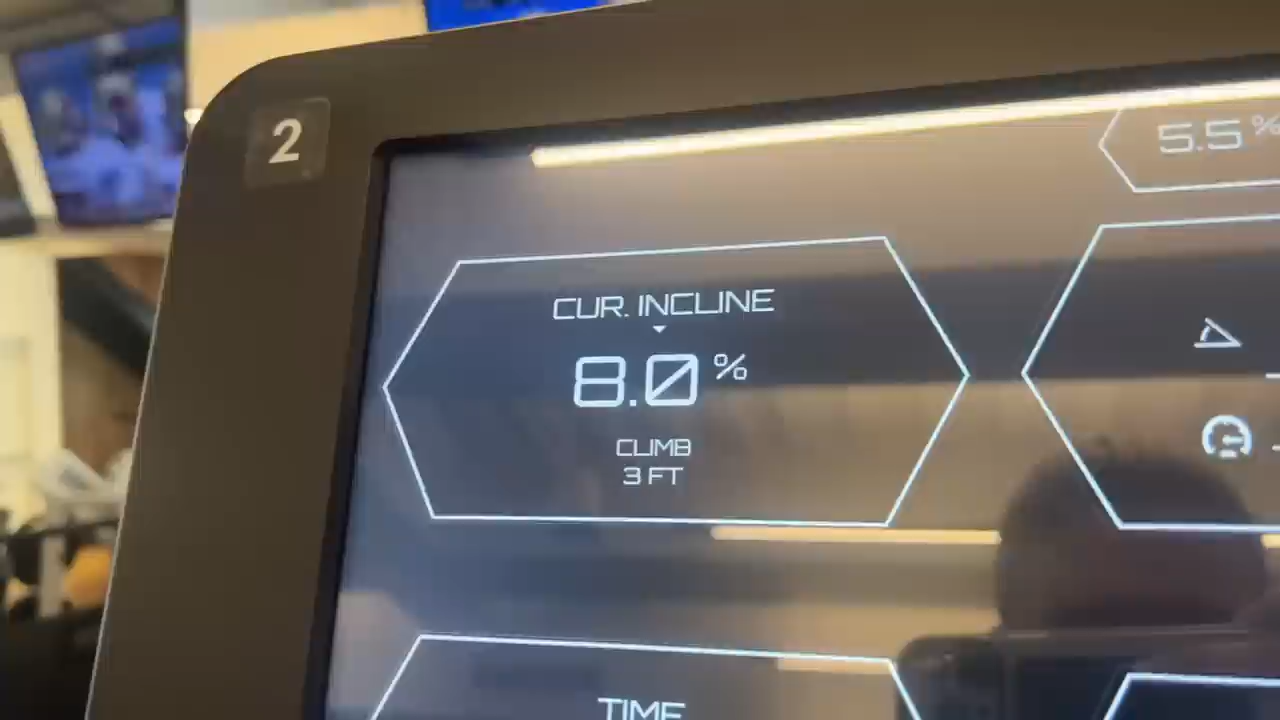 2
5.5 %
CUR. INCLINE
8.0 %
CLIMB
3 FT
TIME